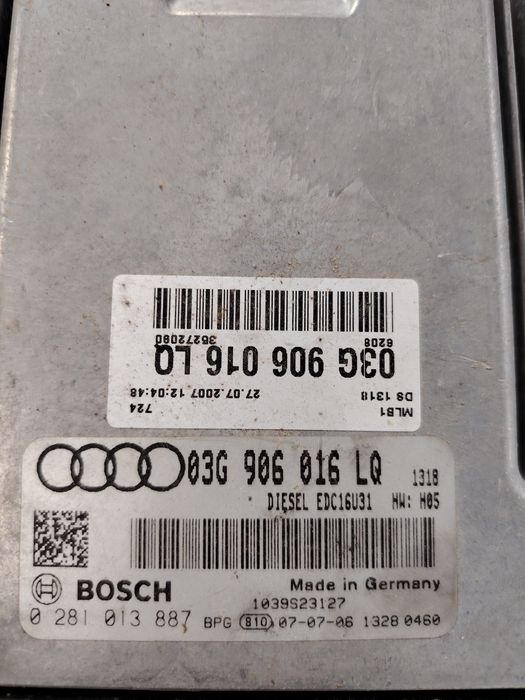 6208
35272080
03G 906 016 LQ
MLB1
DS 1318
724
27.07.2007 12:04:48
03G 906 016 LQ 1318
DIESEL EDC16U31 HW: H05
BOSCH
Made in Germany
1039S23127
0 281 013 887 BPG 810 07-07-06 1328 0460